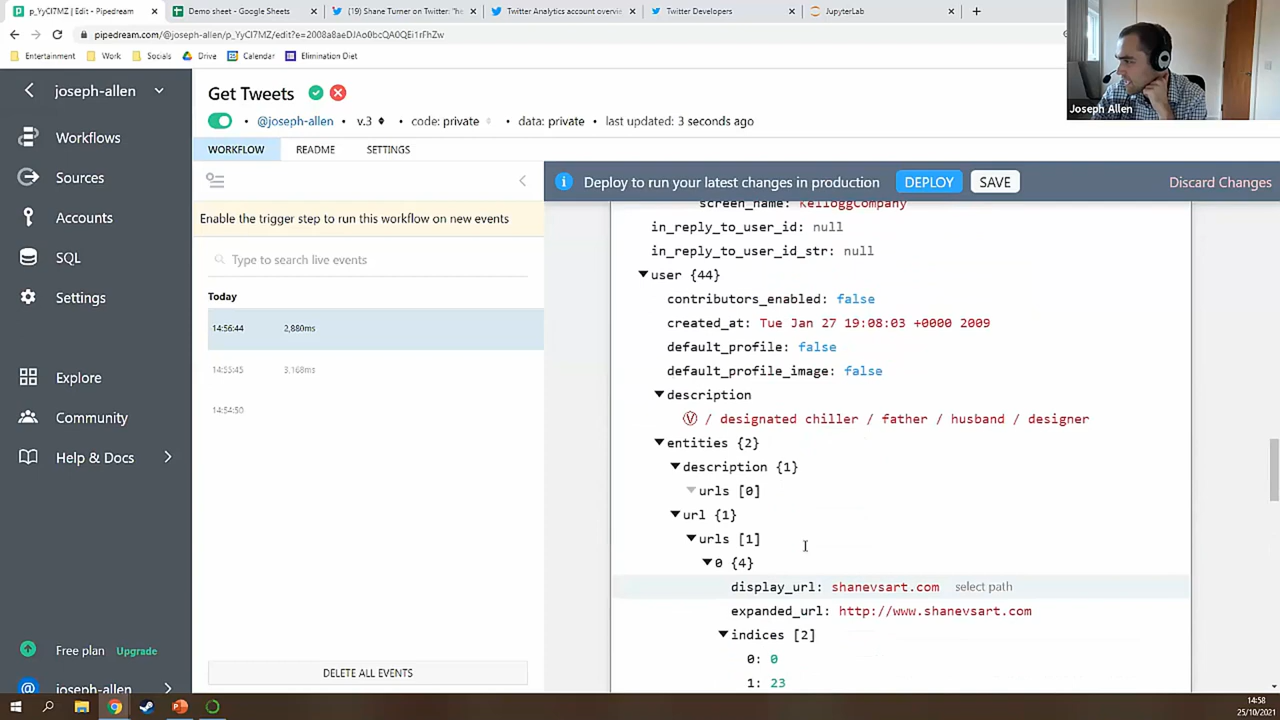 p_YyCl7MZ | Edit - Pipedream
Demo sheet - Google Sheets
(19) Shane Turner on Twitter: "he
Twitter Analytics account overvie
Twitter Developers
JupyterLab
pipedream.com/@joseph-allen/p_YyCl7MZ/edit?e=2008a8aeDJAo0bcQA0QEi1rFhZw
Entertainment
Work
Socials
Drive
Calendar
Elimination Diet
Joseph Allen
joseph-allen
Workflows
Sources
Accounts
SQL
Settings
Explore
Community
Help & Docs
Free plan Upgrade
joseph-allen
Get Tweets
@joseph-allen • v.3 • code: private • data: private • last updated: 3 seconds ago
WORKFLOW README SETTINGS
Enable the trigger step to run this workflow on new events
Type to search live events
Today
14:56:44 2,880ms
14:55:45 3,168ms
14:54:50
DELETE ALL EVENTS
Deploy to run your latest changes in production DEPLOY SAVE Discard Changes
screen_name: KelloggCompany
in_reply_to_user_id: null
in_reply_to_user_id_str: null
user {44}
contributors_enabled: false
created_at: Tue Jan 27 19:08:03 +0000 2009
default_profile: false
default_profile_image: false
description
Ⓥ / designated chiller / father / husband / designer
entities {2}
description {1}
urls [0]
url {1}
urls [1]
0 {4}
display_url: shanevsart.com select path
expanded_url: http://www.shanevsart.com
indices [2]
0: 0
1: 23
14:58
25/10/2021